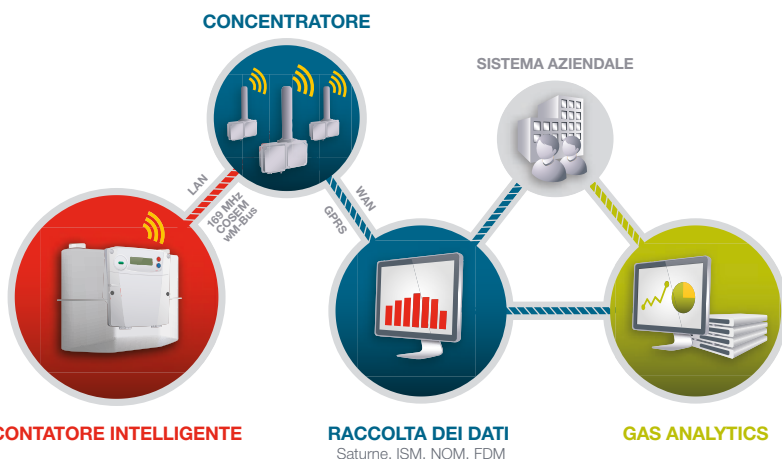 CONCENTRATORE
SISTEMA AZIENDALE
LAN
169 MHz
COSEM
wM-Bus
WAN
GPRS
CONTATORE INTELLIGENTE
RACCOLTA DEI DATI
Saturne, ISM, NOM, FDM
GAS ANALYTICS